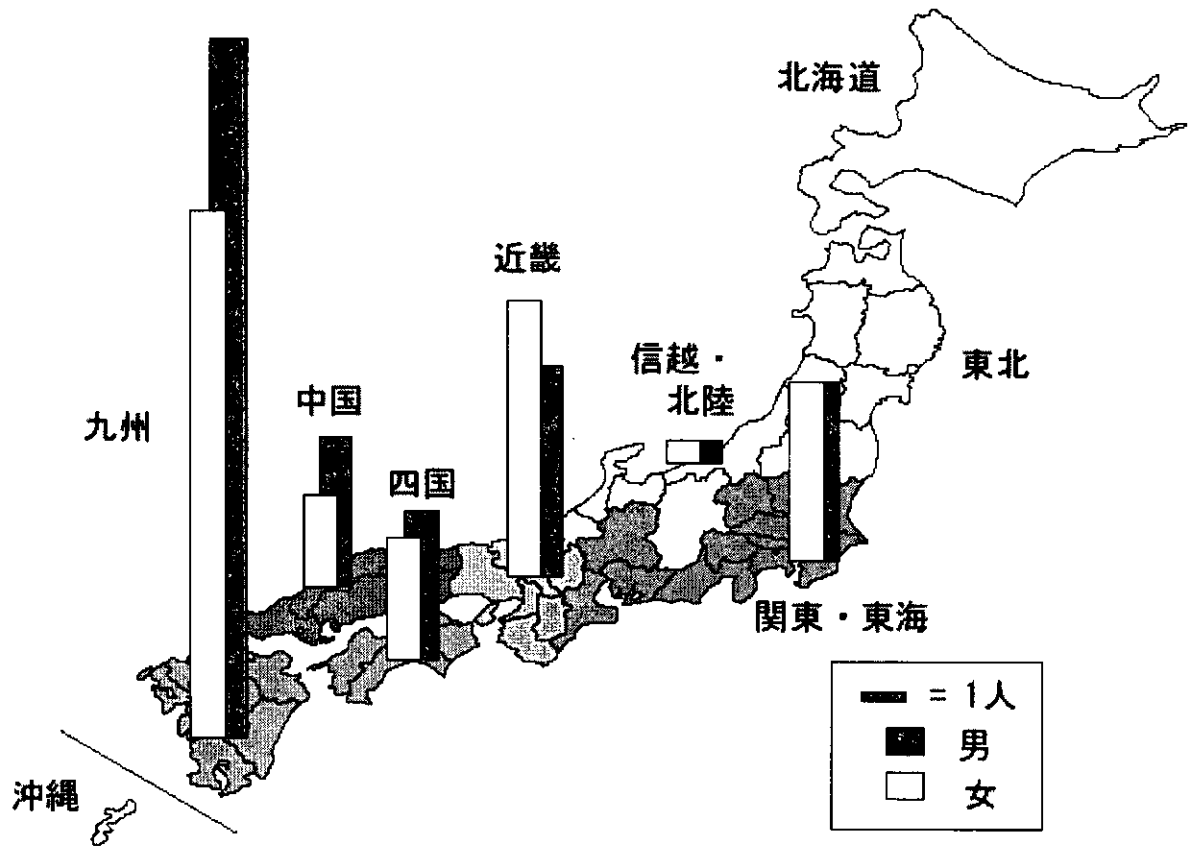 北海道
近畿
信越・
北陸
東北
中国
九州
四国
関東・東海
沖縄
= 1人
男
女